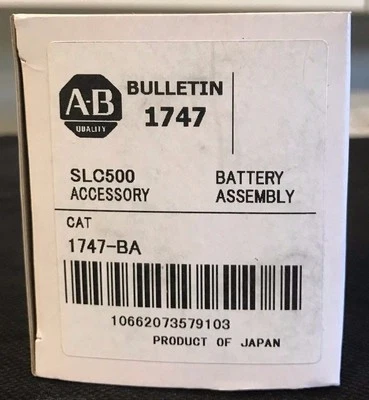 A-B
QUALITY
BULLETIN
1747
SLC500 BATTERY
ACCESSORY ASSEMBLY
CAT
1747-BA
10662073579103
PRODUCT OF JAPAN